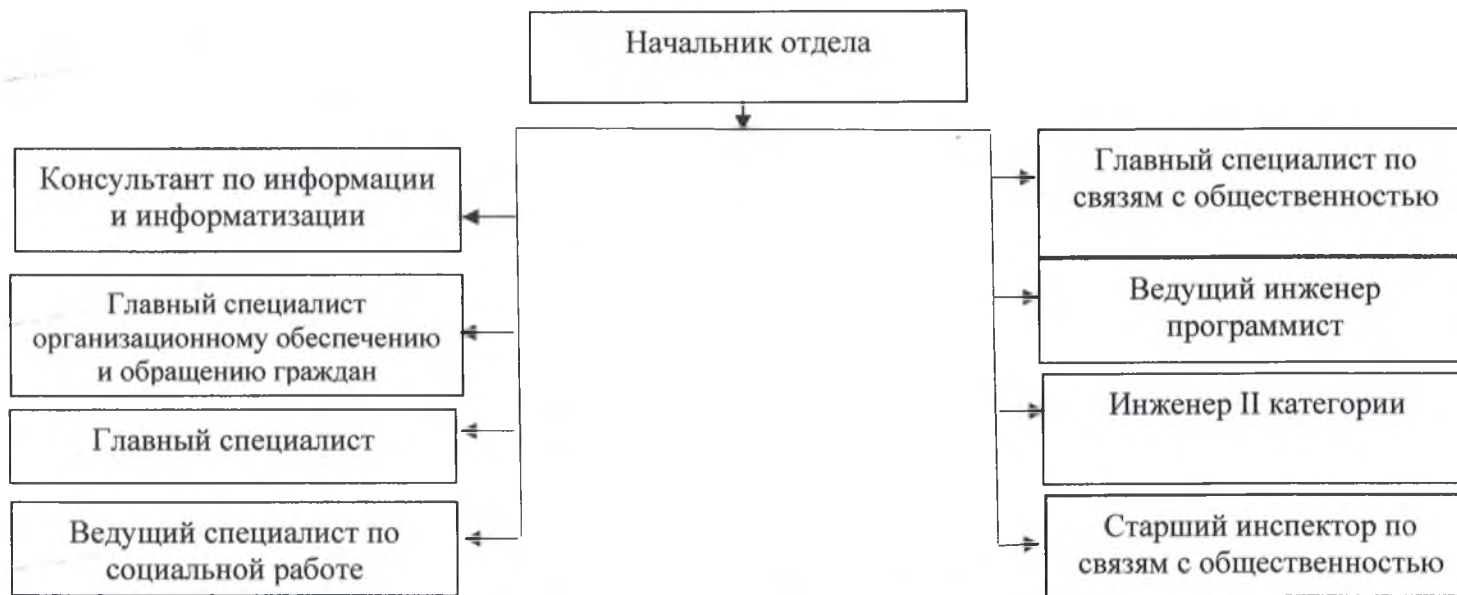 Начальник отдела
Консультант по информации
и информатизации
Главный специалист
организационному обеспечению
и обращению граждан
Главный специалист
Ведущий специалист по
социальной работе
Главный специалист по
связям с общественностью
Ведущий инженер
программист
Инженер II категории
Старший инспектор по
связям с общественностью